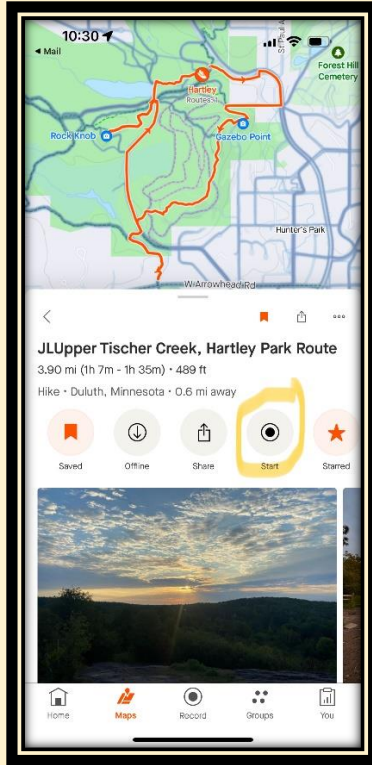 10:30
◀ Mail
St Paul A
Forest Hill
Cemetery
Hartley
Routes:
Rock Knob
Gazebo Point
Hunter's Park
W Arrowhead Rd
JLUpper Tischer Creek, Hartley Park Route
3.90 mi (1h 7m - 1h 35m) • 489 ft
Hike • Duluth, Minnesota • 0.6 mi away
Saved
Offline
Share
Start
Starred
Home
Maps
Record
Groups
You